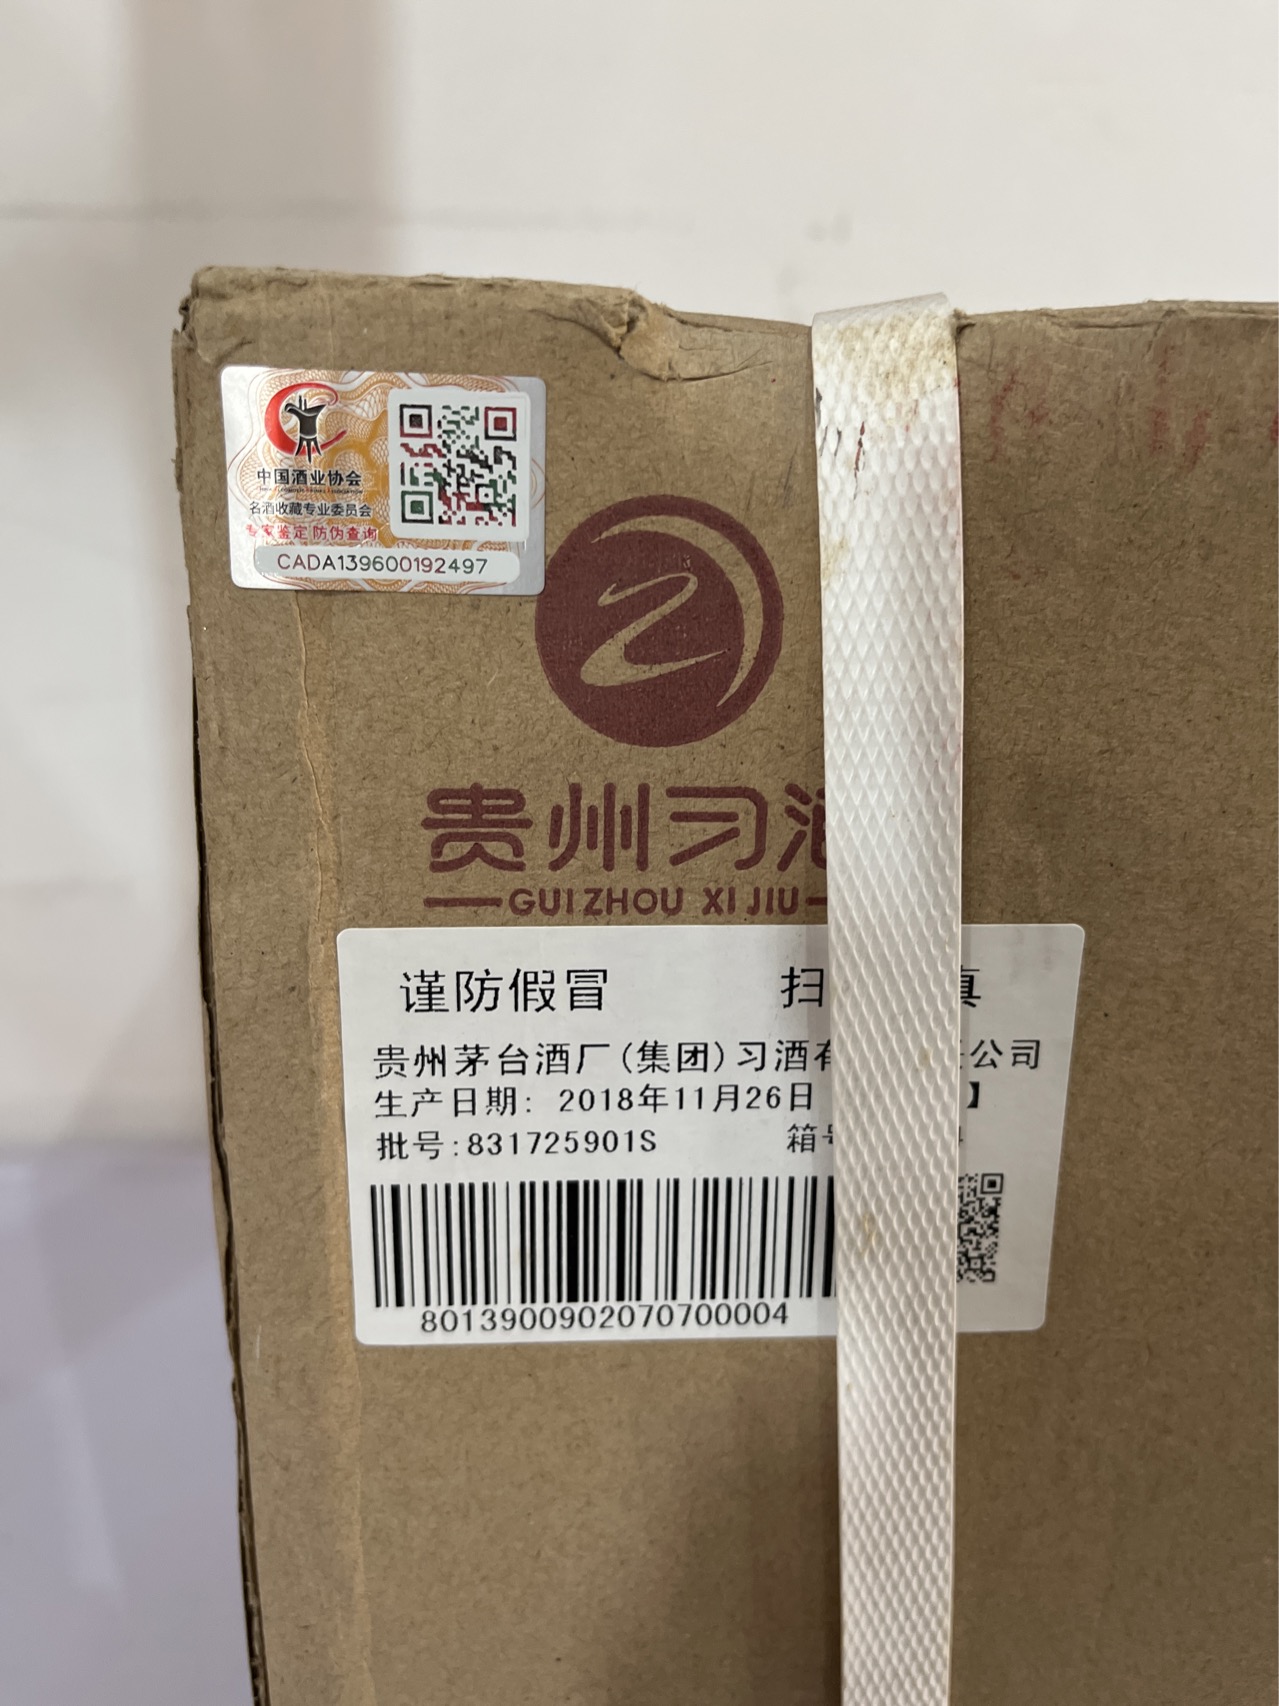 中国酒业协会
名酒收藏专业委员会
专家鉴定 防伪查询
CADA139600192497
贵州习酒
GUIZHOU XI JIU
谨防假冒 扫 真
贵州茅台酒厂(集团)习酒有 公司
生产日期: 2018年11月26日 】
批号:831725901S 箱号
8013900902070700004